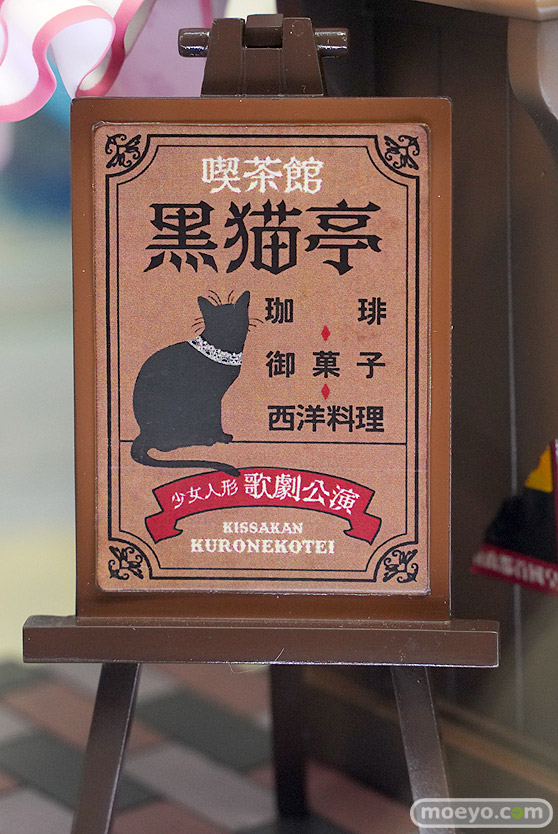 喫茶館
黒猫亭
珈琲
御菓子
西洋料理
少女人形 歌劇公演
KISSAKAN
KURONEKOTEI
moeyo.com